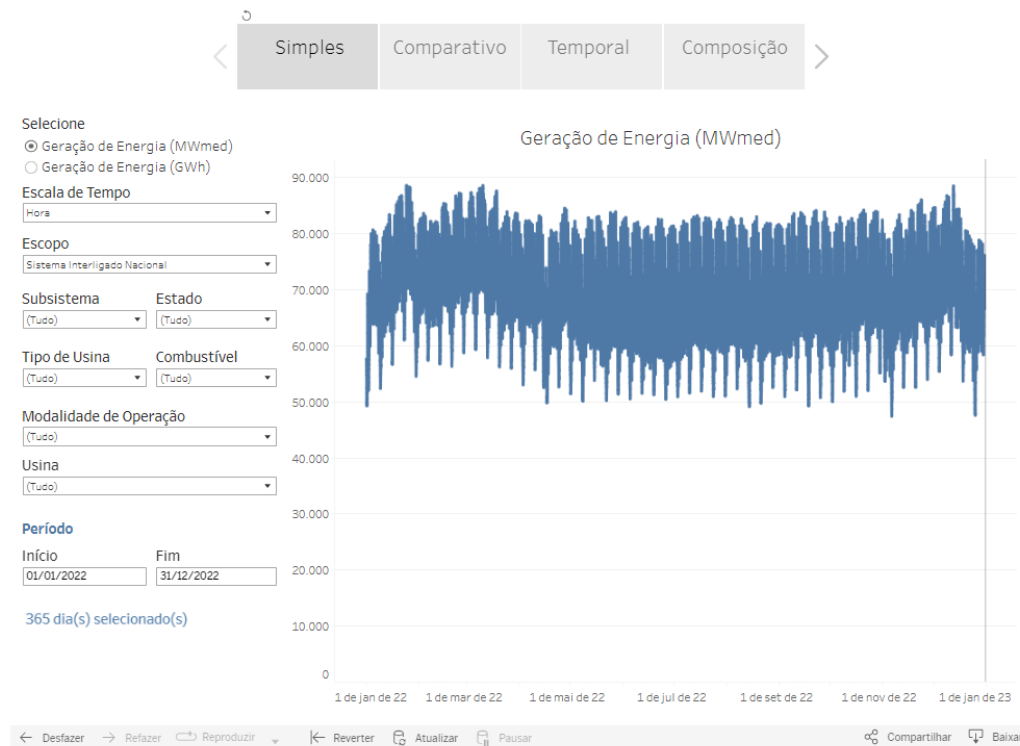 Simples Comparativo Temporal Composição
Selecione
Geração de Energia (MWmed)
Geração de Energia (GWh)
Escala de Tempo
Hora
Escopo
Sistema Interligado Nacional
Subsistema Estado
(Tudo) (Tudo)
Tipo de Usina Combustível
(Tudo) (Tudo)
Modalidade de Operação
(Tudo)
Usina
(Tudo)
Período
Início Fim
01/01/2022 31/12/2022
365 dia(s) selecionado(s)
Geração de Energia (MWmed)
90.000
80.000
70.000
60.000
50.000
40.000
30.000
20.000
10.000
0
1 de jan de 22 1 de mar de 22 1 de mai de 22 1 de jul de 22 1 de set de 22 1 de nov de 22 1 de jan de 23
Desfazer Refazer Reproduzir Reverter Atualizar Pausar Compartilhar Baixar